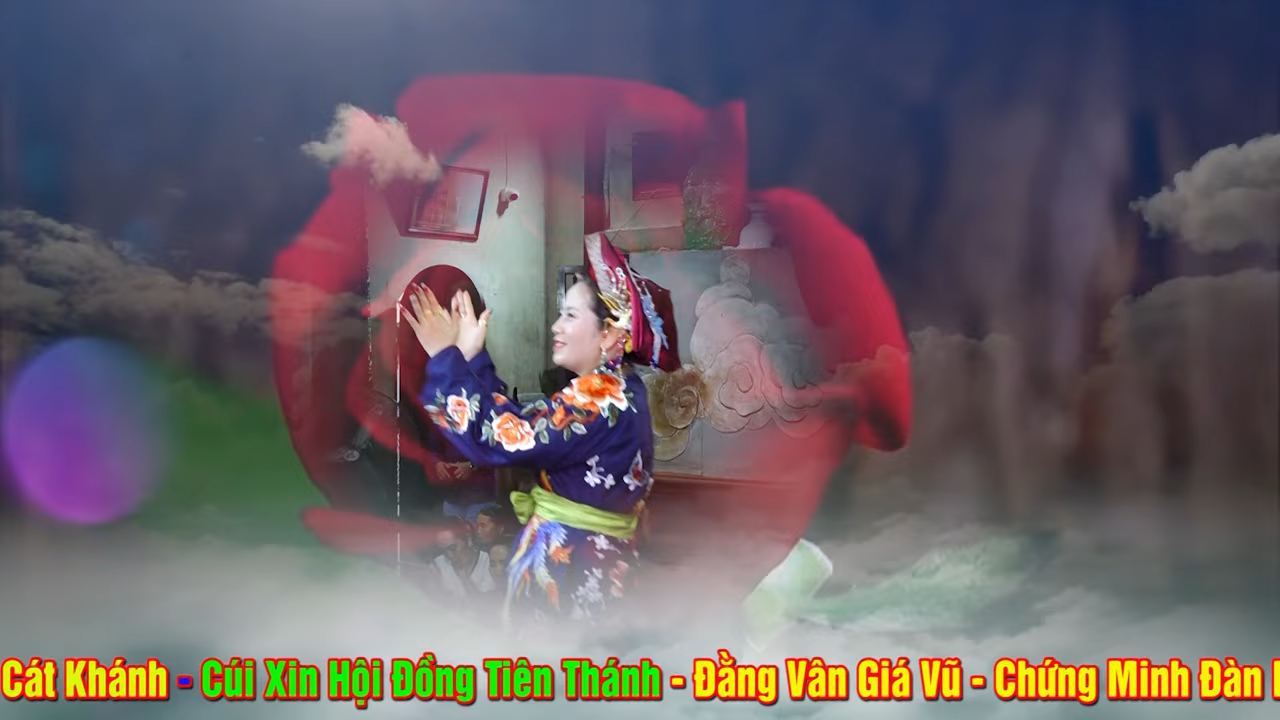 Cát Khánh - Cúi Xin Hội Đồng Tiên Thánh - Đằng Vân Giá Vũ - Chứng Minh Đàn